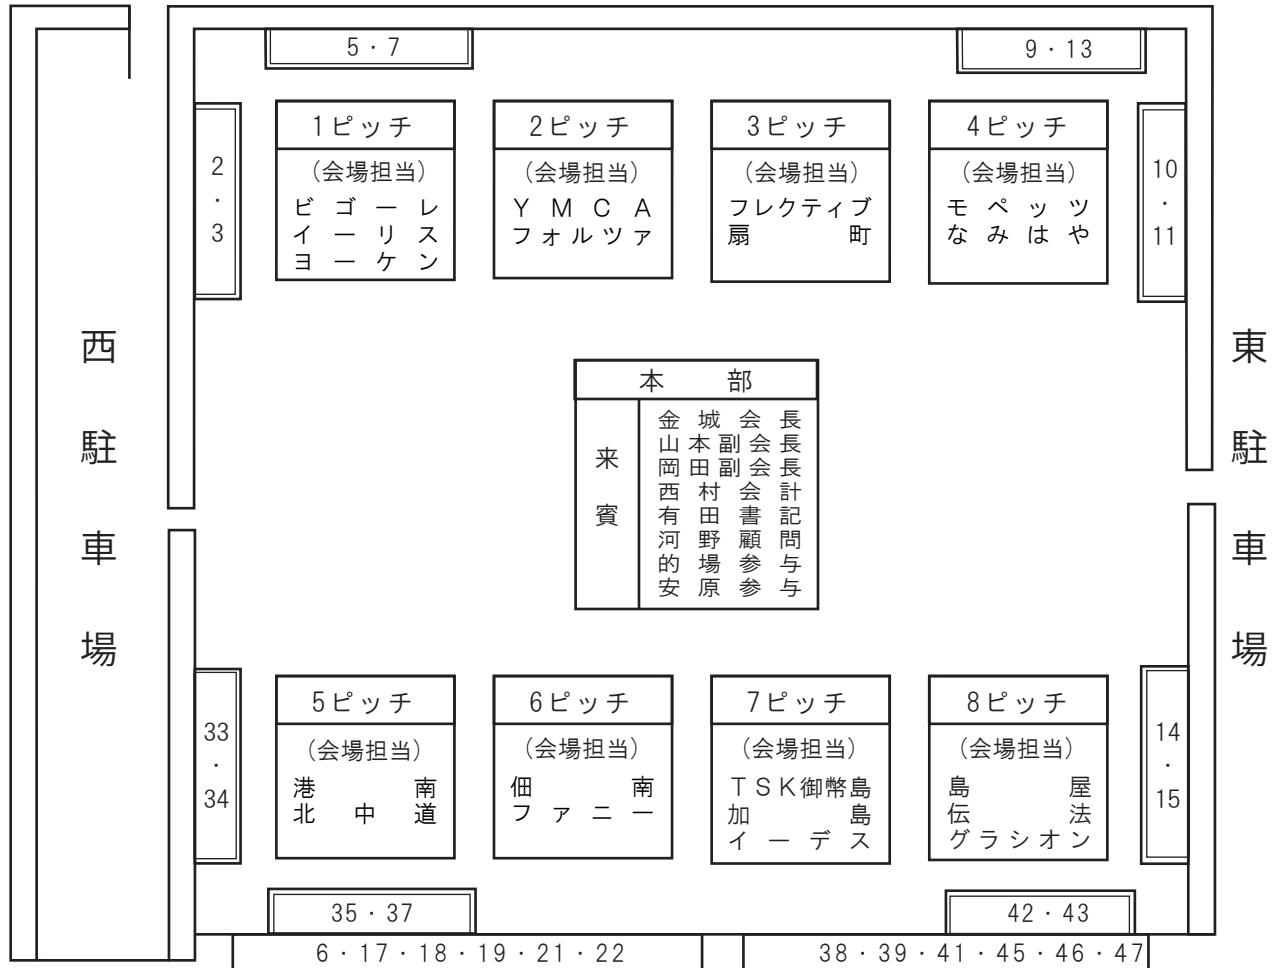 5・7
9・13
2・3
10・11
1ピッチ
(会場担当)
ビゴーレ
イーリス
ヨーケン
2ピッチ
(会場担当)
YMCA
フォルツァ
3ピッチ
(会場担当)
フレクティブ
扇町
4ピッチ
(会場担当)
モペッツ
なみはや
西駐車場
東駐車場
本部
来賓
金城会長
山本副会長
岡田副会長
西村会計
有田書記
河野顧問
的場参与
安原参与
33・34
14・15
5ピッチ
(会場担当)
港南
北中道
6ピッチ
(会場担当)
佃南
ファニー
7ピッチ
(会場担当)
TSK御幣島
加島
イーデス
8ピッチ
(会場担当)
島屋
伝法
グラシオン
35・37
42・43
6・17・18・19・21・22
38・39・41・45・46・47